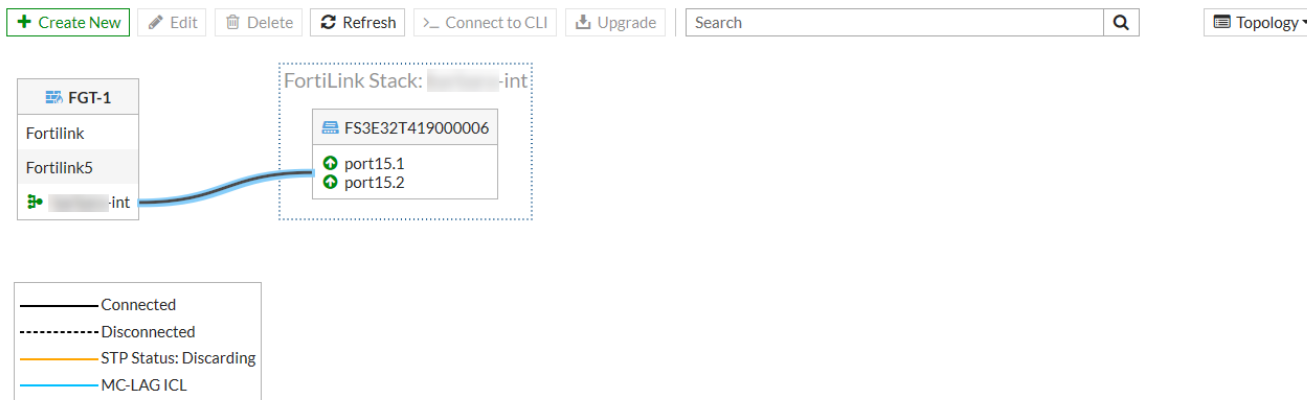 Create New Edit Delete Refresh >_ Connect to CLI Upgrade Search Topology
FortiLink Stack: -int
FGT-1
Fortilink
Fortilink5
-int
FS3E32T419000006
port15.1
port15.2
Connected
Disconnected
STP Status: Discarding
MC-LAG ICL